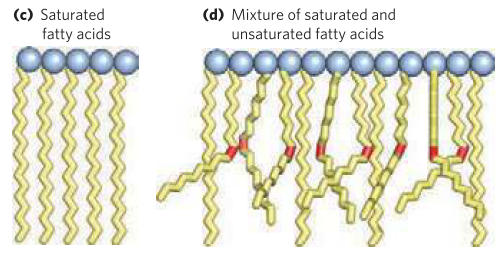 (c) Saturated
fatty acids
(d) Mixture of saturated and
unsaturated fatty acids